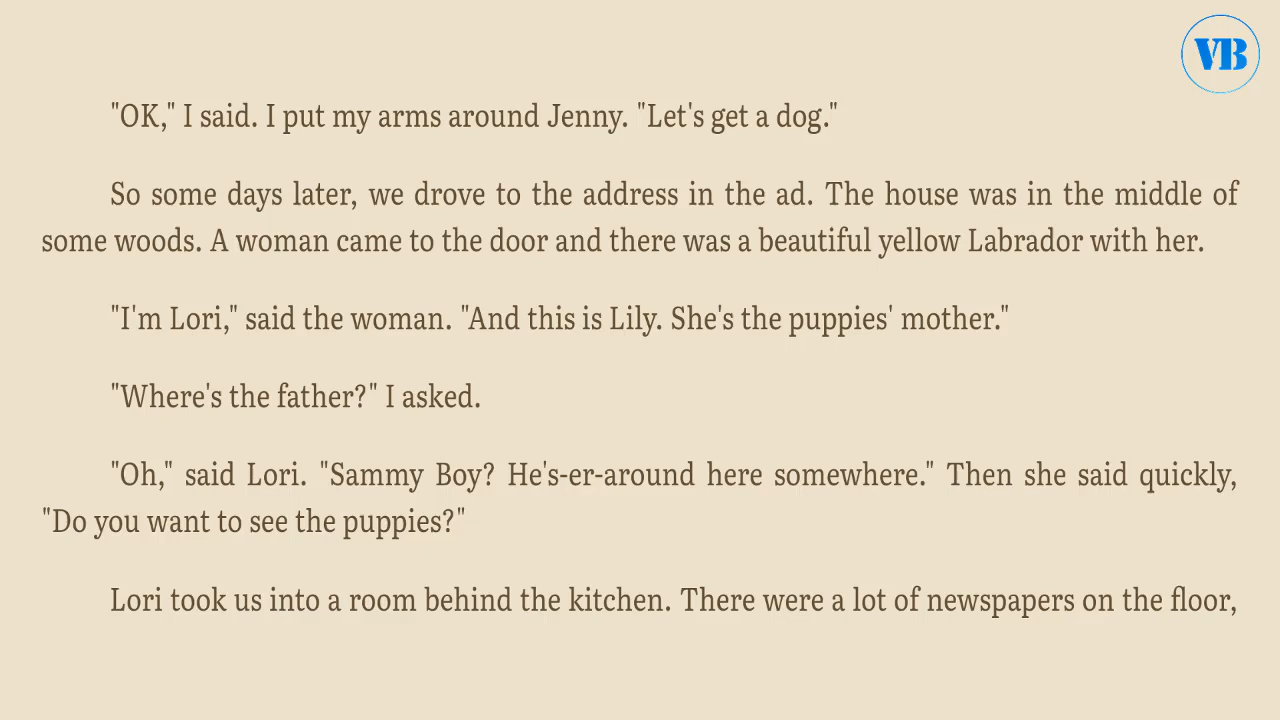 VB
"OK," I said. I put my arms around Jenny. "Let's get a dog."
So some days later, we drove to the address in the ad. The house was in the middle of
some woods. A woman came to the door and there was a beautiful yellow Labrador with her.
"I'm Lori," said the woman. "And this is Lily. She's the puppies' mother."
"Where's the father?" I asked.
"Oh," said Lori. "Sammy Boy? He's-er-around here somewhere." Then she said quickly,
"Do you want to see the puppies?"
Lori took us into a room behind the kitchen. There were a lot of newspapers on the floor,